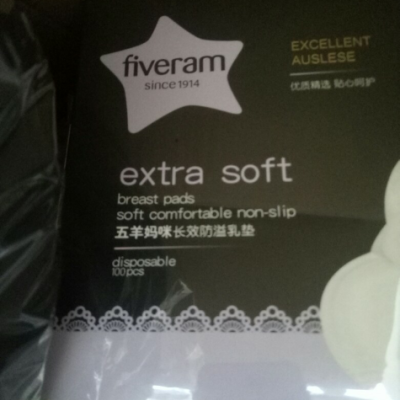 fiveram
since 1914
EXCELLENT
AUSLESE
优质精选 贴心呵护
extra soft
breast pads
soft comfortable non-slip
五羊妈咪长效防溢乳垫
disposable
100pcs